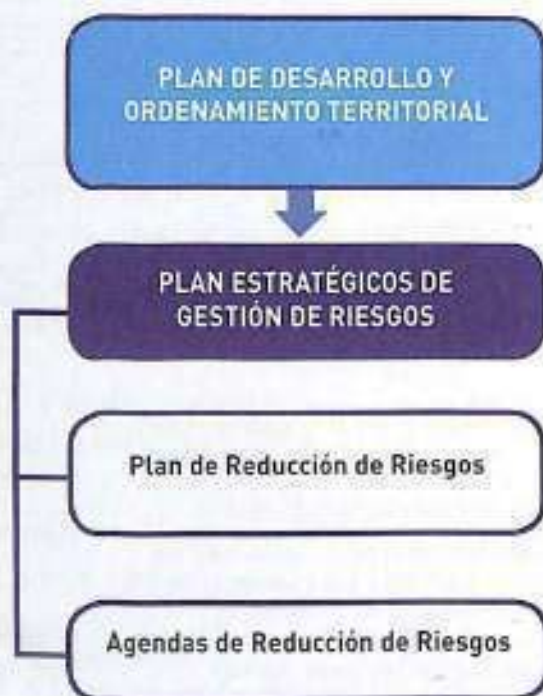 PLAN DE DESARROLLO Y
ORDENAMIENTO TERRITORIAL
PLAN ESTRATÉGICOS DE
GESTIÓN DE RIESGOS
Plan de Reducción de Riesgos
Agendas de Reducción de Riesgos